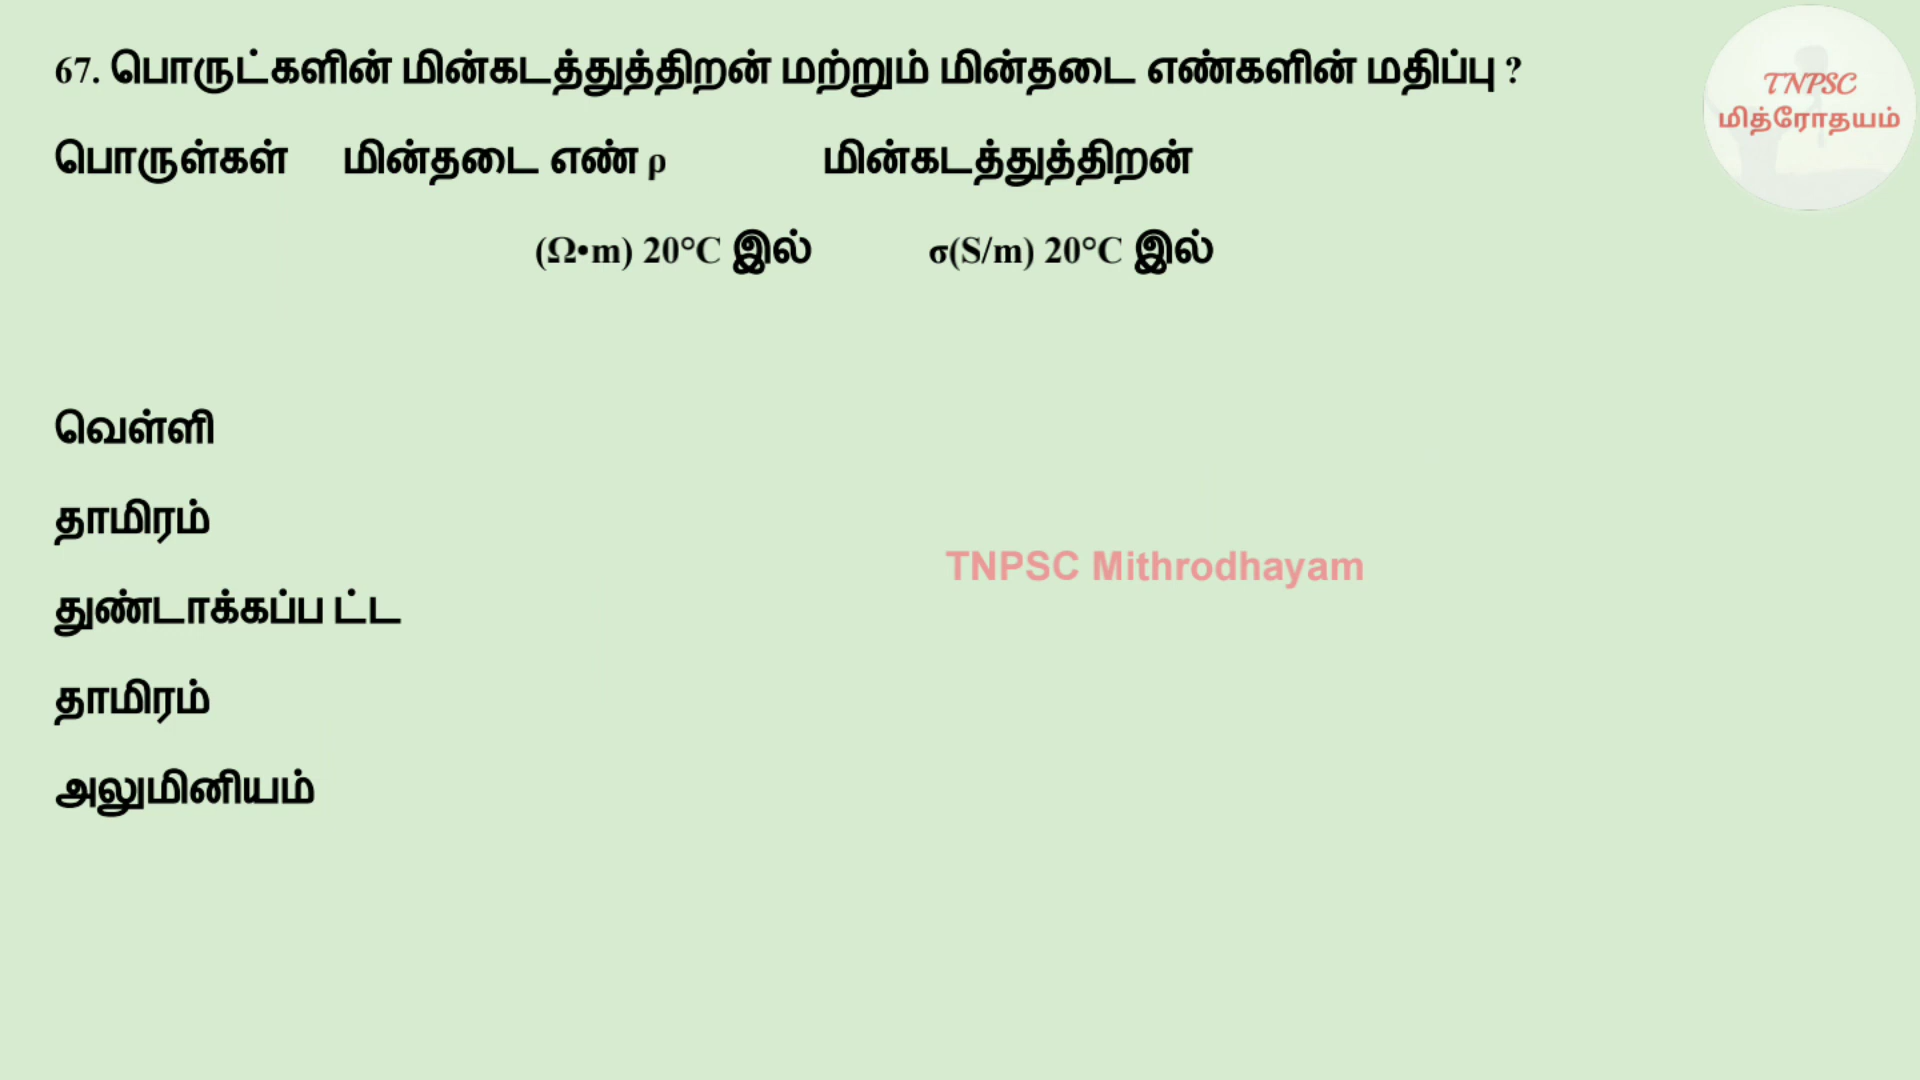 67. பொருட்களின் மின்கடத்துத்திறன் மற்றும் மின்தடை எண்களின் மதிப்பு ?
TNPSC
மித்ரோதயம்
பொருள்கள் மின்தடை எண் ρ மின்கடத்துத்திறன்
(Ω•m) 20°C இல் σ(S/m) 20°C இல்
வெள்ளி
தாமிரம்
TNPSC Mithrodhayam
துண்டாக்கப்ப ட்ட
தாமிரம்
அலுமினியம்